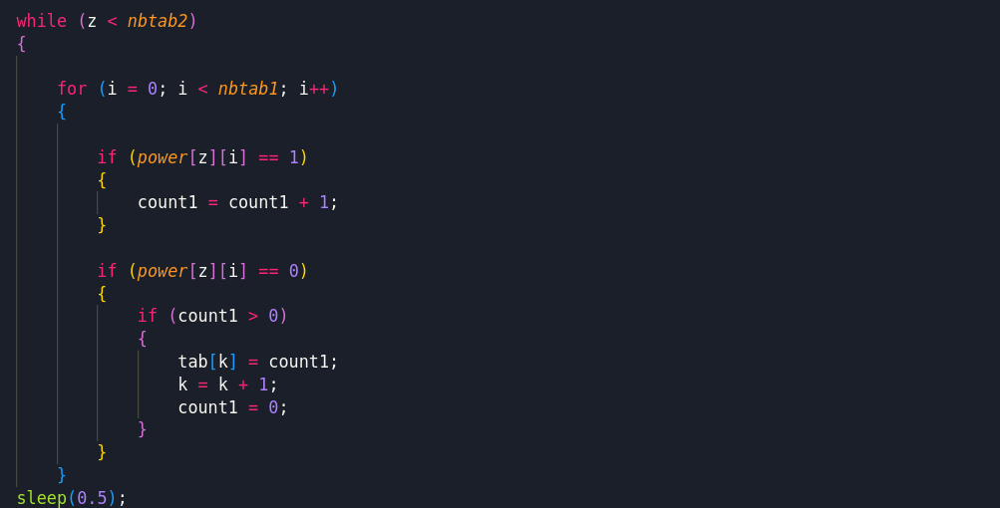 while (z < nbtab2)
{
for (i = 0; i < nbtab1; i++)
{
if (power[z][i] == 1)
{
count1 = count1 + 1;
}
if (power[z][i] == 0)
{
if (count1 > 0)
{
tab[k] = count1;
k = k + 1;
count1 = 0;
}
}
}
sleep(0.5);